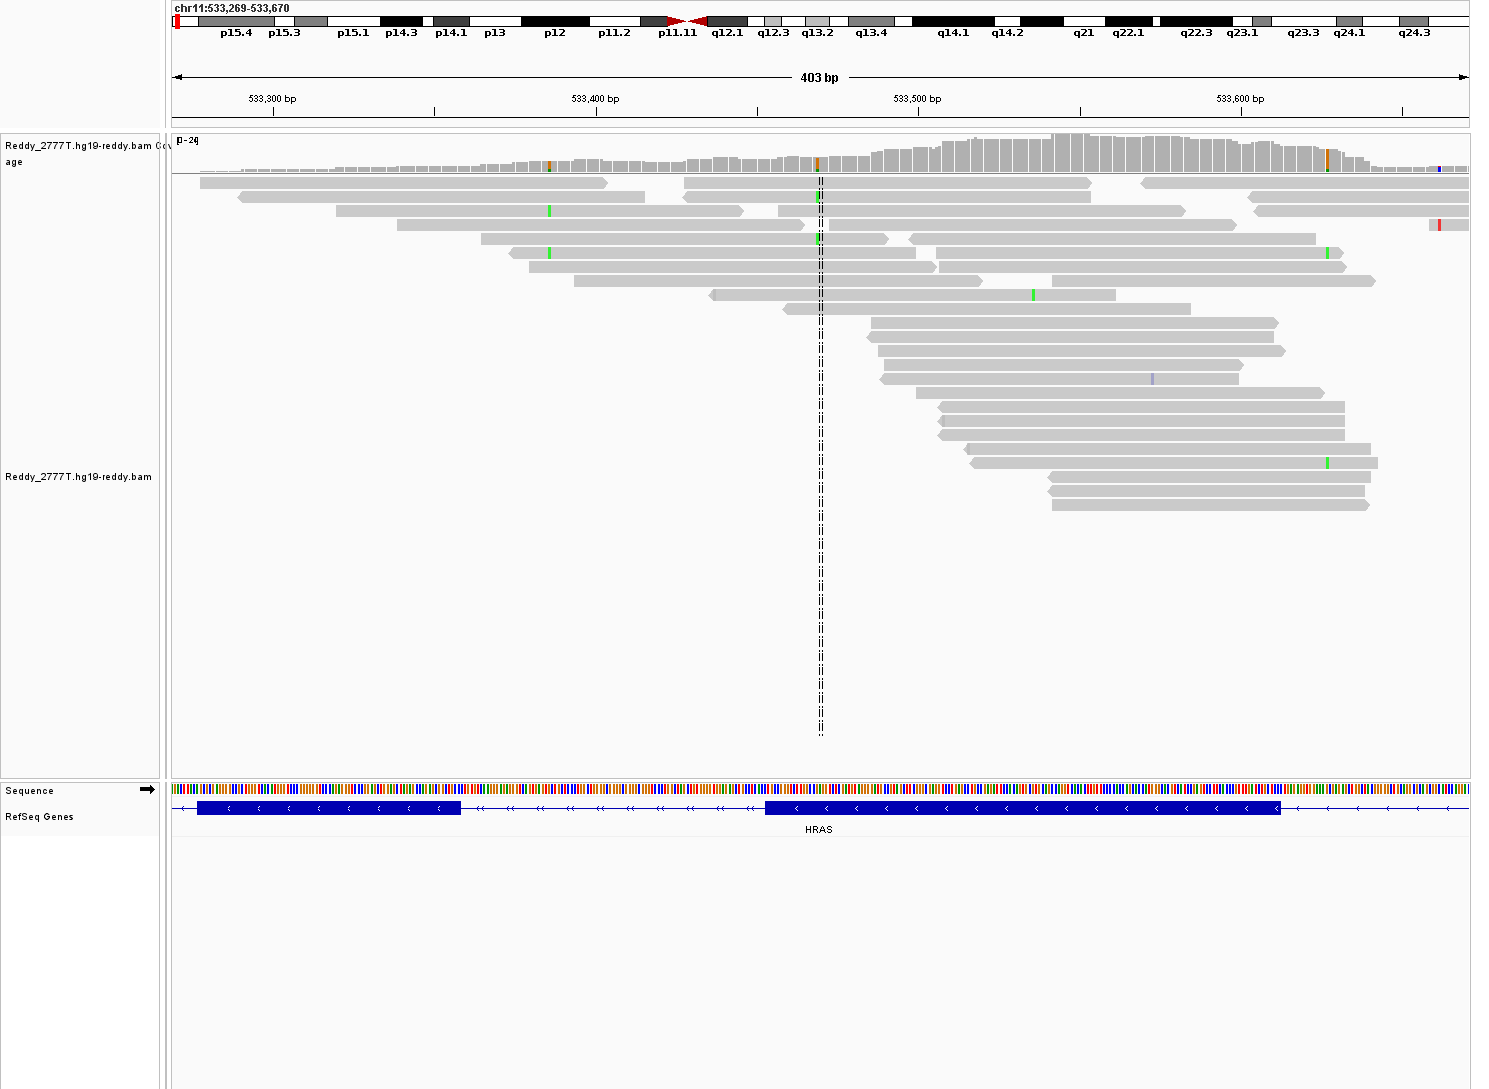 chr11:533,269-533,670
p15.4 p15.3 p15.1 p14.3 p14.1 p13 p12 p11.2 p11.11 q12.1 q12.3 q13.2 q13.4 q14.1 q14.2 q21 q22.1 q22.3 q23.1 q23.3 q24.1 q24.3
403 bp
533,300 bp 533,400 bp 533,500 bp 533,600 bp
Reddy_2777T.hg19-reddy.bam Cov
age
[0-24]
Reddy_2777T.hg19-reddy.bam
Sequence
RefSeq Genes
HRAS